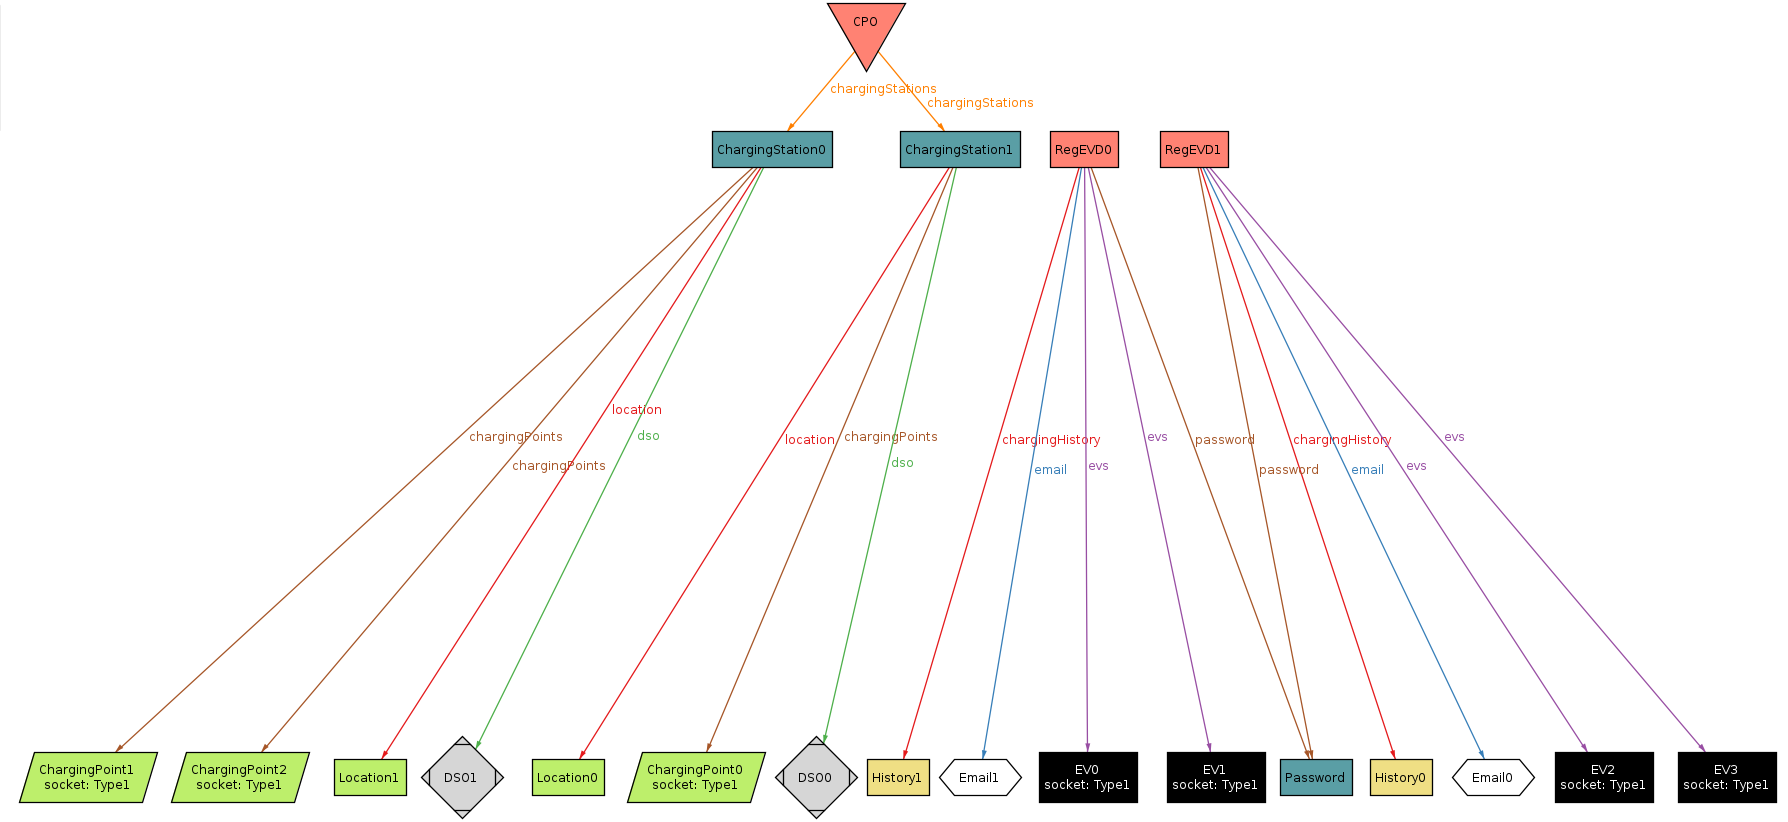 CPO
chargingStations
chargingStations
ChargingStation0
ChargingStation1
RegEVD0
RegEVD1
location
dso
chargingPoints
chargingPoints
location
chargingPoints
dso
chargingHistory
email
evs
evs
password
password
chargingHistory
email
evs
evs
ChargingPoint1
socket: Type1
ChargingPoint2
socket: Type1
Location1
DSO1
Location0
ChargingPoint0
socket: Type1
DSO0
History1
Email1
EV0
socket: Type1
EV1
socket: Type1
Password
History0
Email0
EV2
socket: Type1
EV3
socket: Type1